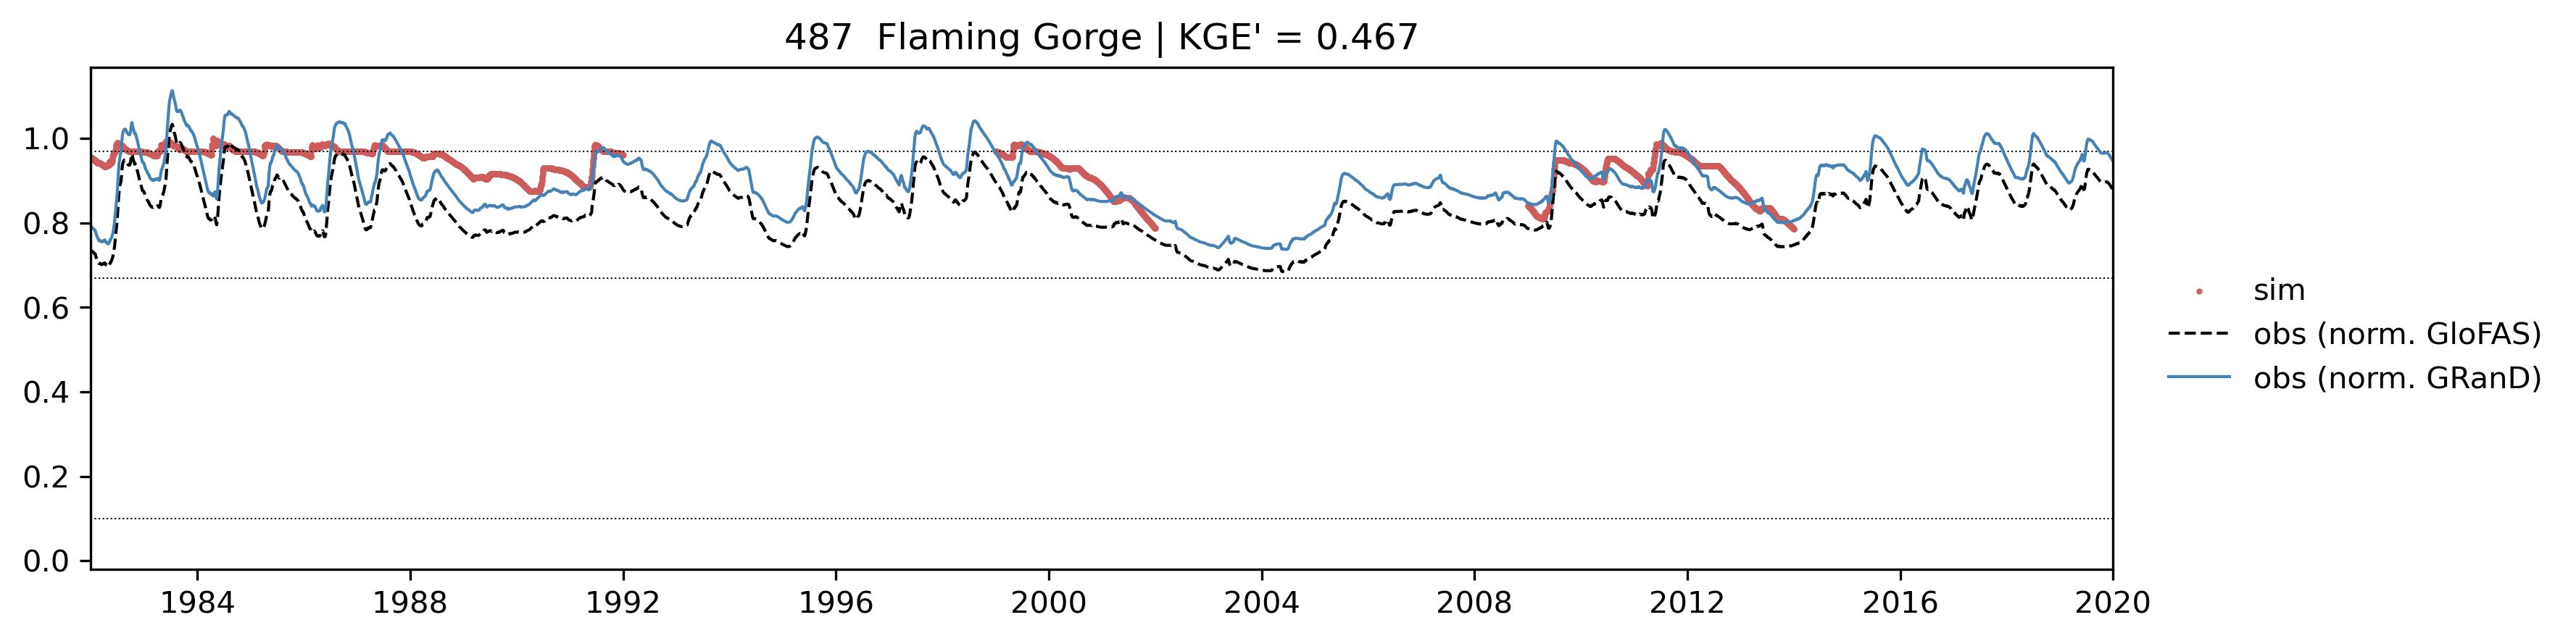 487  Flaming Gorge | KGE' = 0.467
1.0
0.8
0.6
0.4
0.2
0.0
1984 1988 1992 1996 2000 2004 2008 2012 2016 2020
sim
obs (norm. GloFAS)
obs (norm. GRanD)